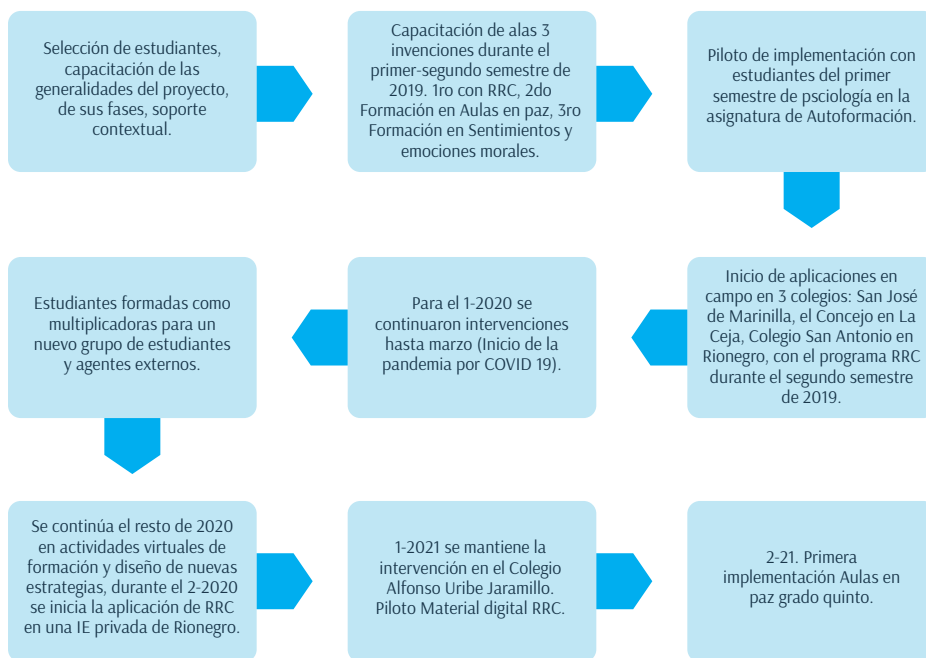 Selección de estudiantes,
capacitación de las
generalidades del proyecto,
de sus fases, soporte
contextual.
Capacitación de alas 3
invenciones durante el
primer-segundo semestre de
2019. 1ro con RRC, 2do
Formación en Aulas en paz, 3ro
Formación en Sentimientos y
emociones morales.
Piloto de implementación con
estudiantes del primer
semestre de psciología en la
asignatura de Autoformación.
Inicio de aplicaciones en
campo en 3 colegios: San José
de Marinilla, el Concejo en La
Ceja, Colegio San Antonio en
Rionegro, con el programa RRC
durante el segundo semestre
de 2019.
Para el 1-2020 se
continuaron intervenciones
hasta marzo (Inicio de la
pandemia por COVID 19).
Estudiantes formadas como
multiplicadoras para un
nuevo grupo de estudiantes
y agentes externos.
Se continúa el resto de 2020
en actividades virtuales de
formación y diseño de nuevas
estrategias, durante el 2-2020
se inicia la aplicación de RRC
en una IE privada de Rionegro.
1-2021 se mantiene la
intervención en el Colegio
Alfonso Uribe Jaramillo.
Piloto Material digital RRC.
2-21. Primera
implementación Aulas en
paz grado quinto.